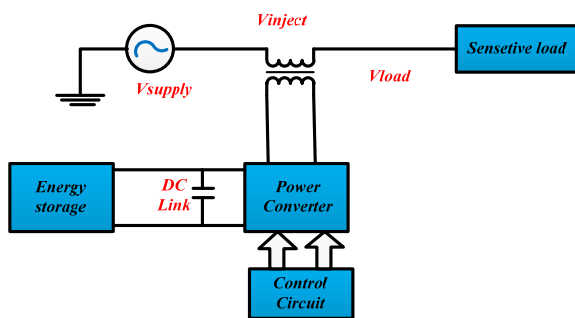 Vinject
Sensetive load
Vsupply
Vload
Energy
storage
DC
Link
Power
Converter
Control
Circuit